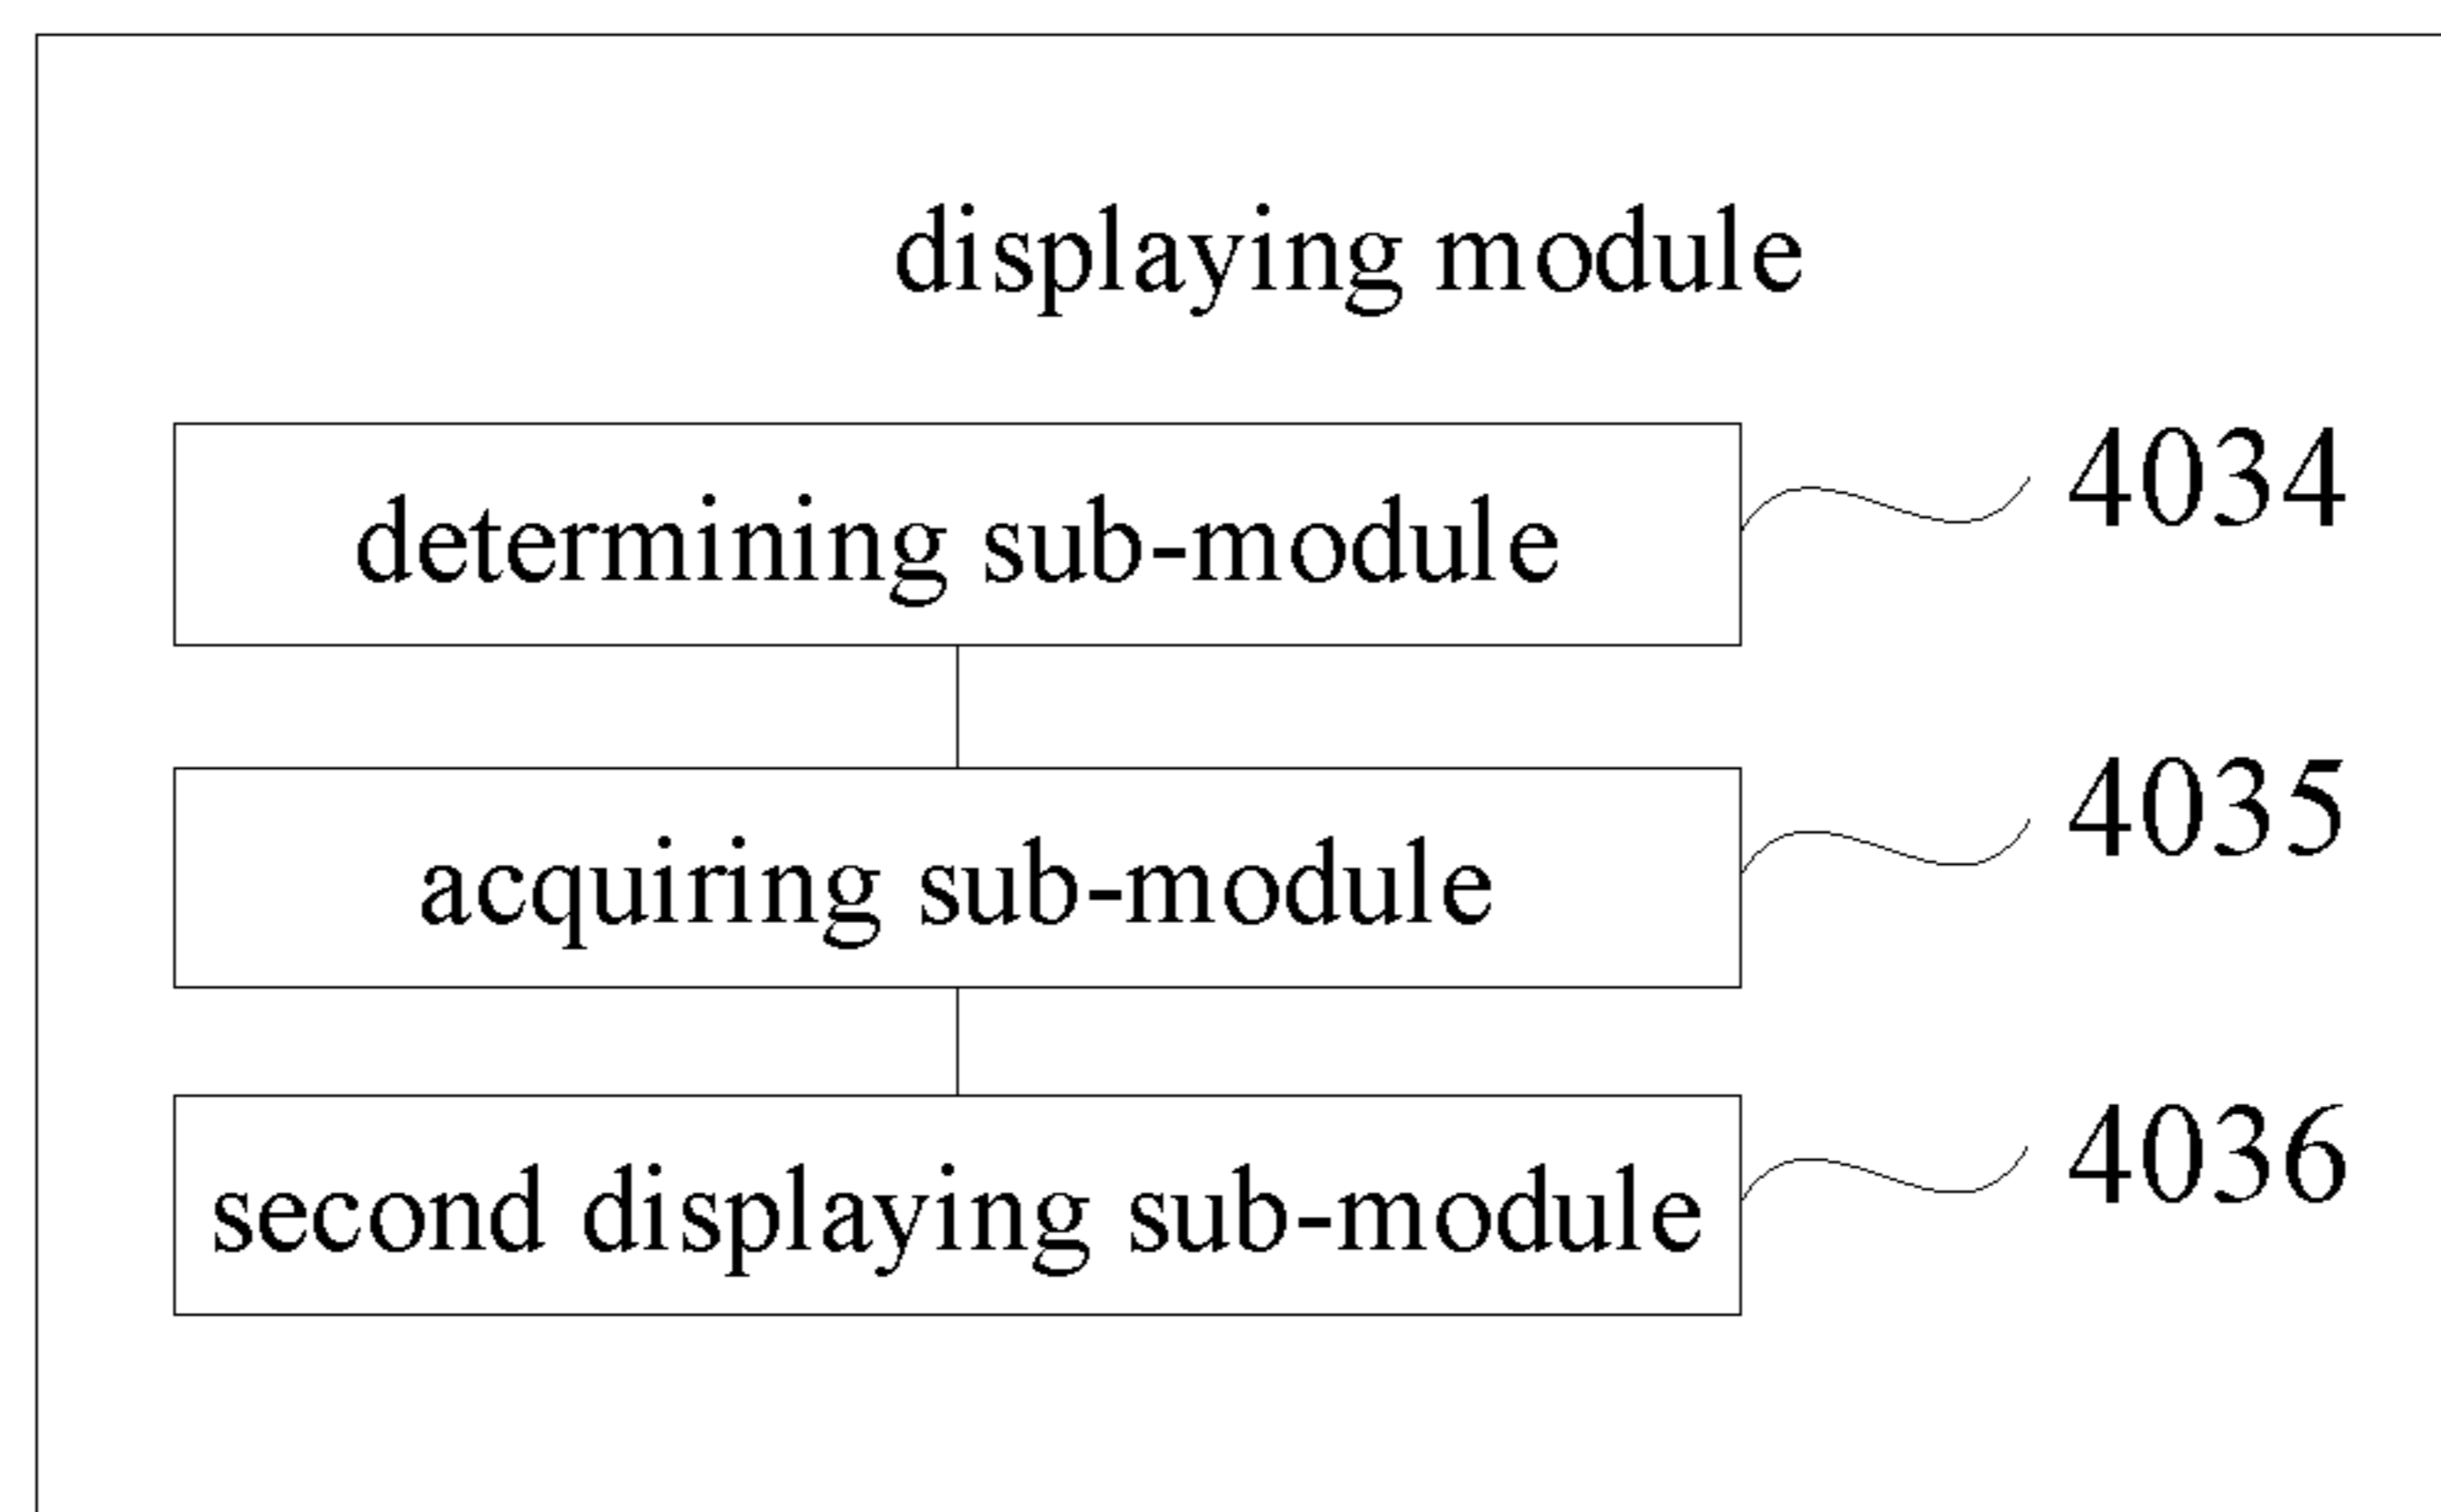 displaying module
determining sub-module 4034
acquiring sub-module 4035
second displaying sub-module 4036